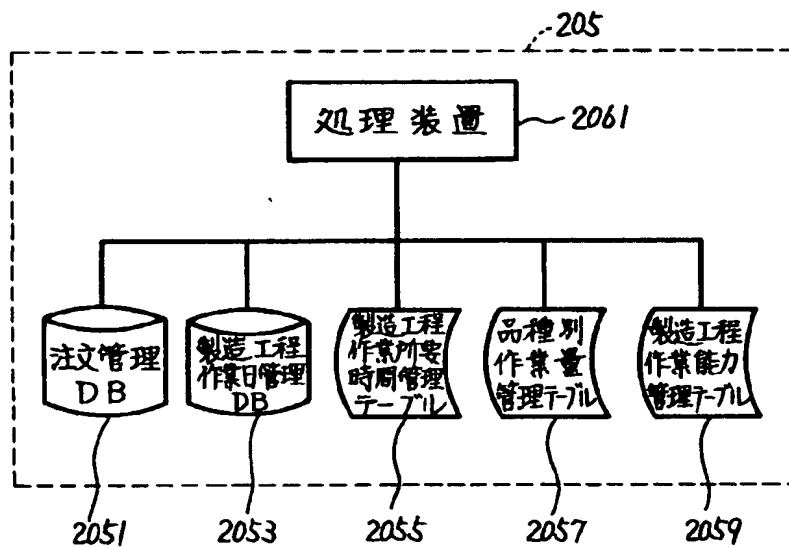 205
処理装置
2061
注文管理
DB
製造工程
作業日管理
DB
製造工程
作業所要
時間管理
テーブル
品種別
作業量
管理テーブル
製造工程
作業能力
管理テーブル
2051
2053
2055
2057
2059